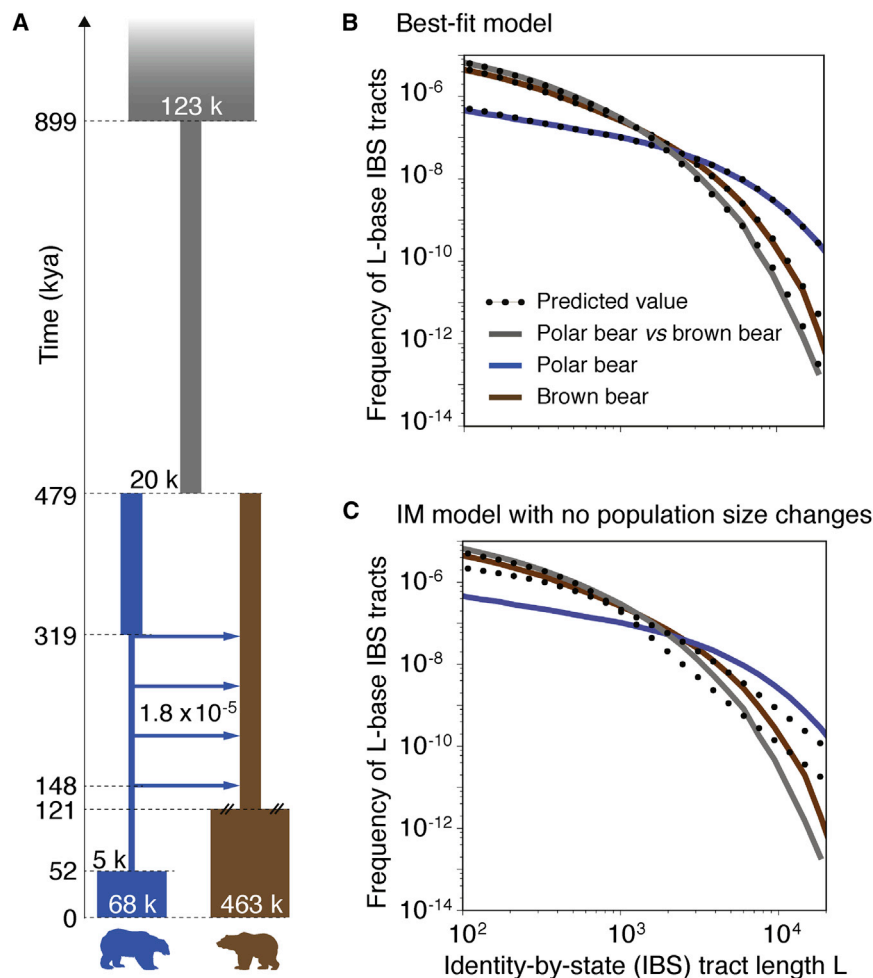 A
Time (kya)
123 k
899
20 k
479
319
1.8 x10-5
148
121
5 k
52
68 k
463 k
0
B Best-fit model
Frequency of L-base IBS tracts
10-6
10-8
10-10
10-12
10-14
Predicted value
Polar bear vs brown bear
Polar bear
Brown bear
C IM model with no population size changes
Frequency of L-base IBS tracts
10-6
10-8
10-10
10-12
10-14
102 103 104
Identity-by-state (IBS) tract length L